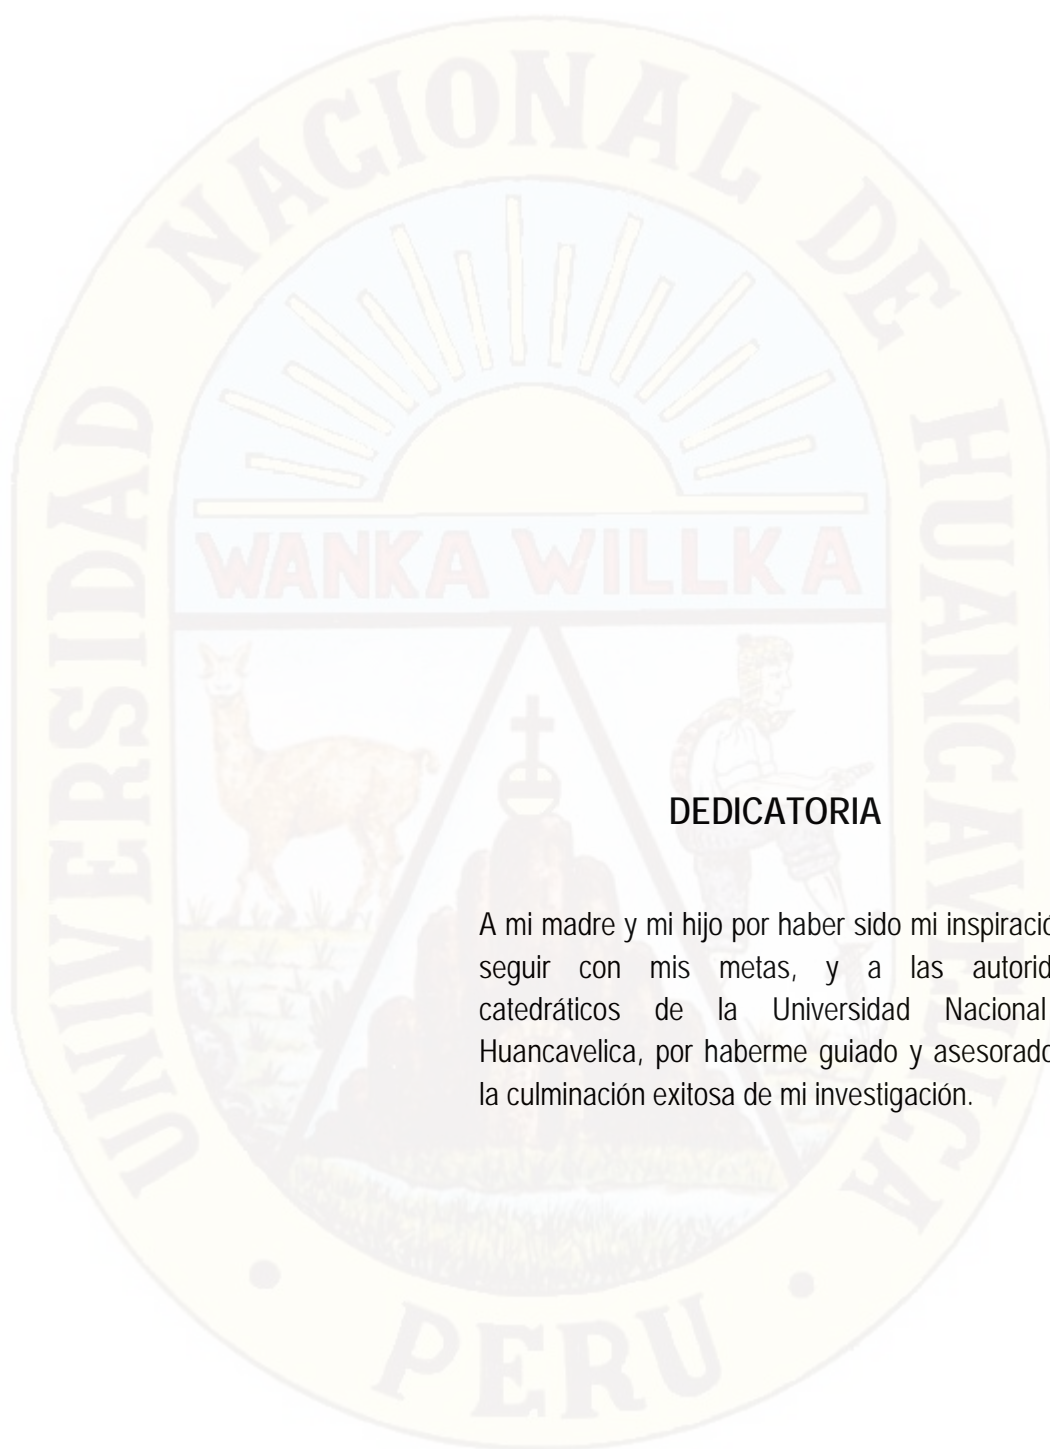 UNIVERSIDAD NACIONAL DE HUANCAVELICA
WANKA WILLKA
DEDICATORIA
A mi madre y mi hijo por haber sido mi
seguir con mis metas, y a las
catedráticos de la Universidad Nacional
Huancavelica, por haberme guiado y
la culminación exitosa de mi investigación.
• PERU •